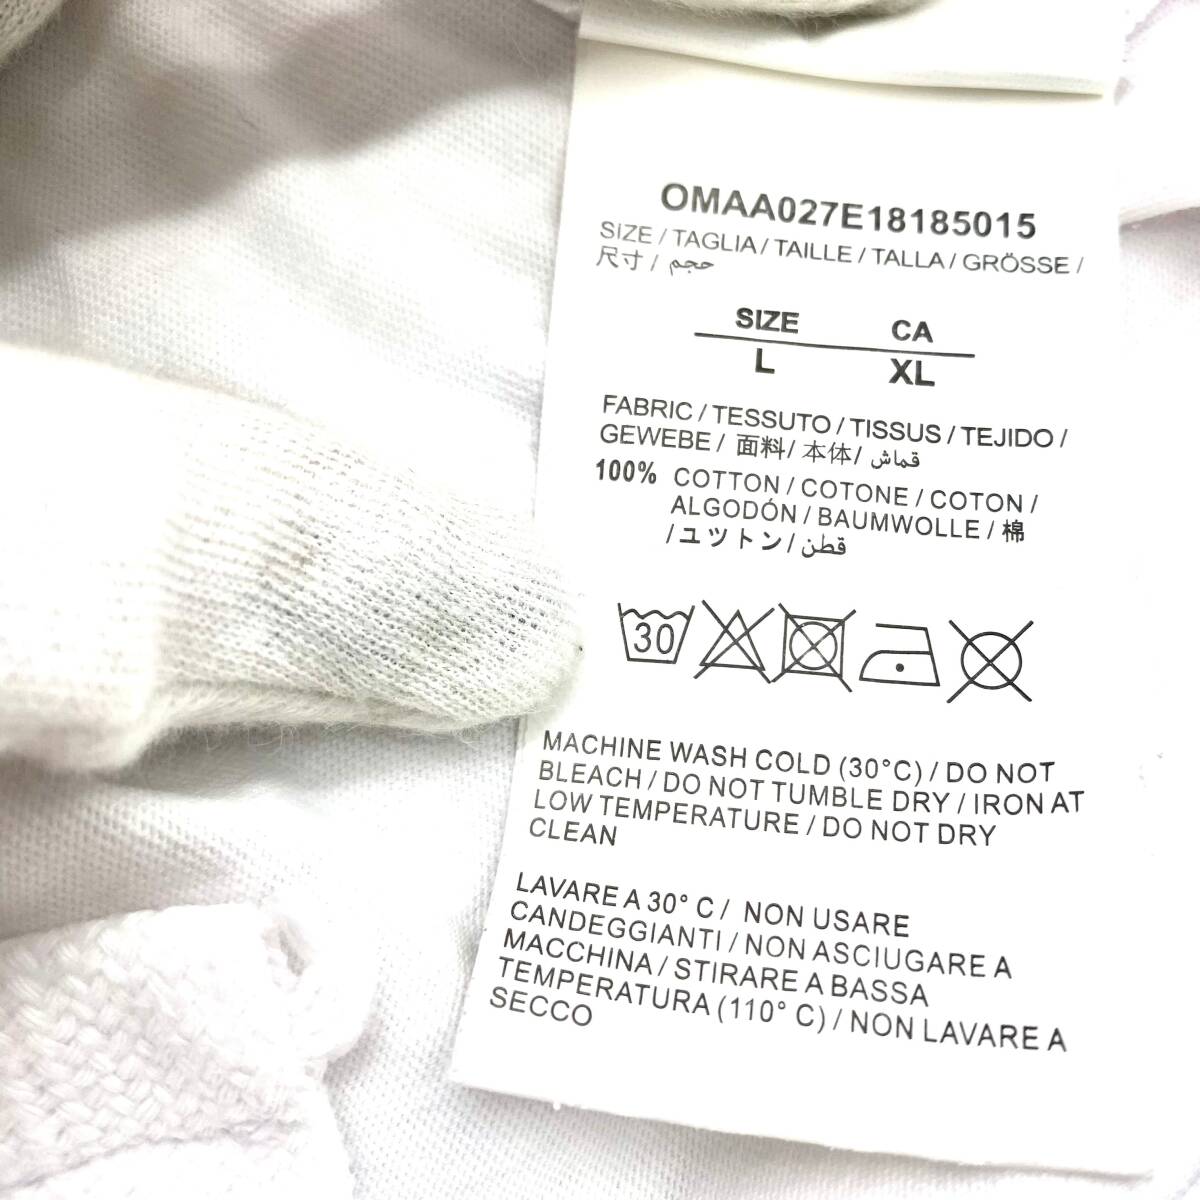 OMAA027E18185015
SIZE / TAGLIA / TAILLE / TALLA / GRÖSSE /
尺寸 / حجم
SIZE CA
L XL
FABRIC / TESSUTO / TISSUS / TEJIDO /
GEWEBE / 面料/ 本体/ قماش
100% COTTON / COTONE / COTON /
ALGODÓN / BAUMWOLLE / 棉
/ユツトン/ قطن
30
MACHINE WASH COLD (30°C) / DO NOT
BLEACH / DO NOT TUMBLE DRY / IRON AT
LOW TEMPERATURE / DO NOT DRY
CLEAN
LAVARE A 30° C / NON USARE
CANDEGGIANTI / NON ASCIUGARE A
MACCHINA / STIRARE A BASSA
TEMPERATURA (110° C) / NON LAVARE A
SECCO